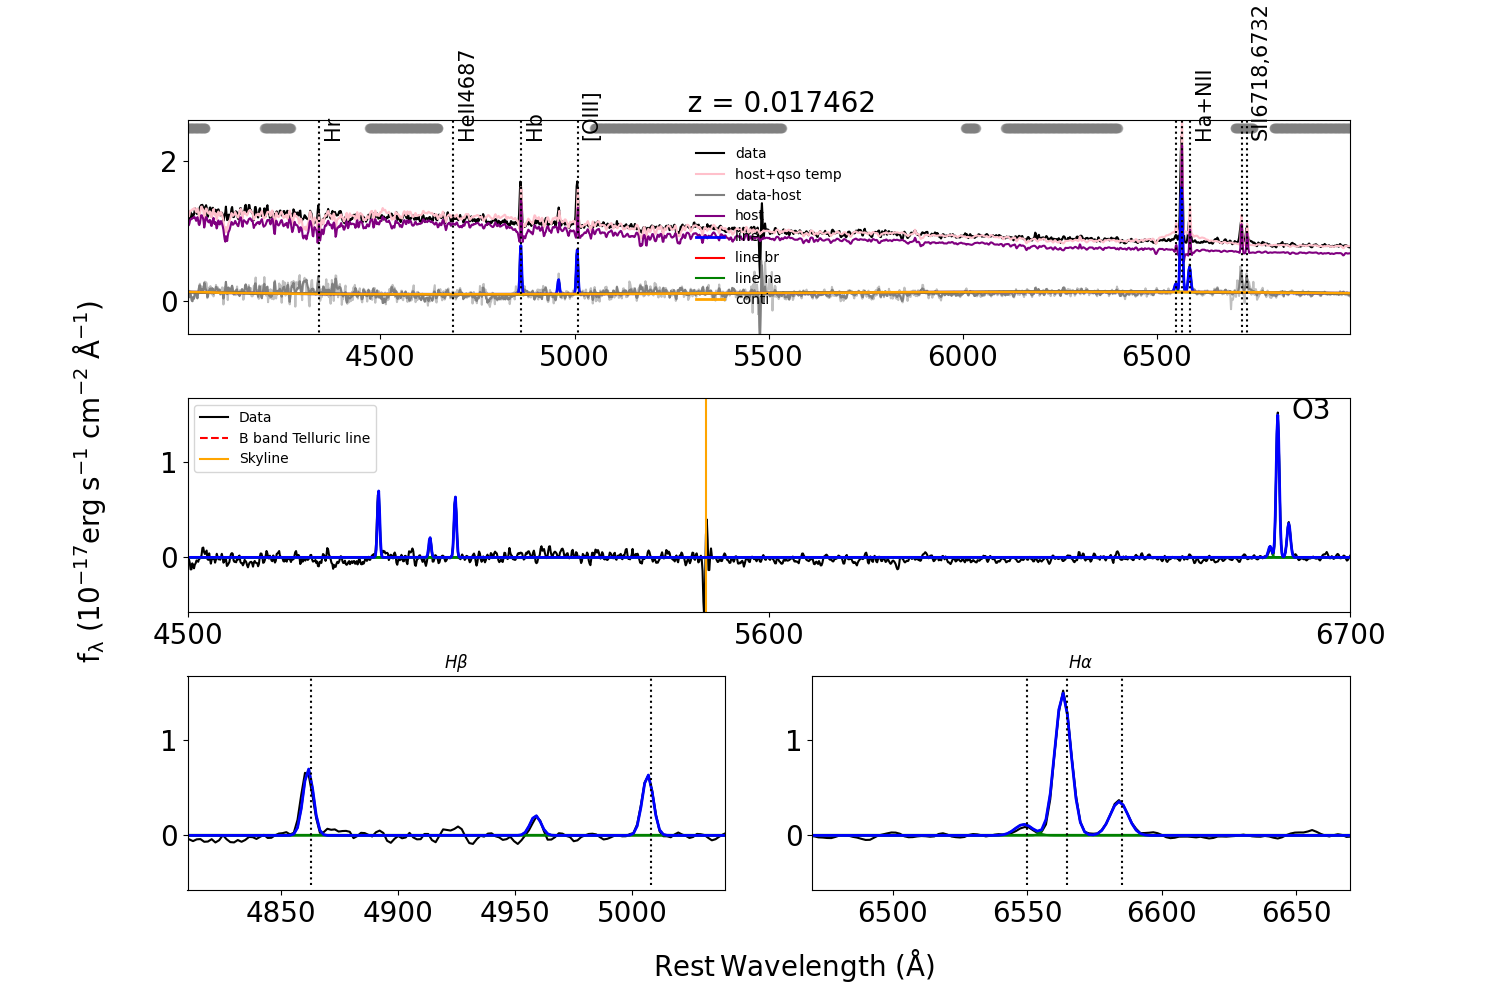 z = 0.017462
Hr
HeII4687
Hb
[OIII]
Ha+NII
SII6718,6732
data
host+qso temp
data-host
host
line
line br
line na
conti
2
0
4500
5000
5500
6000
6500
f_λ (10^{-17} erg s^{-1} cm^{-2} Å^{-1})
Data
B band Telluric line
Skyline
O3
1
0
4500
5600
6700
Hβ
1
0
4850
4900
4950
5000
Hα
1
0
6500
6550
6600
6650
Rest Wavelength (Å)